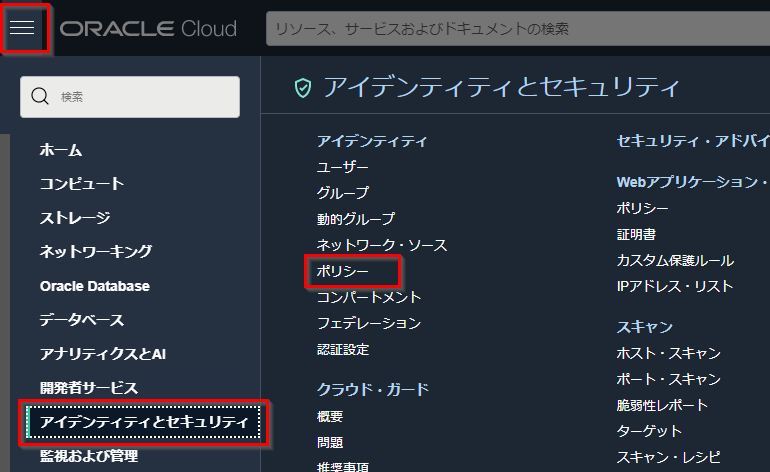 ORACLE Cloud
リソース、サービスおよびドキュメントの検索
検索
ホーム
コンピュート
ストレージ
ネットワーキング
Oracle Database
データベース
アナリティクスとAI
開発者サービス
アイデンティティとセキュリティ
監視および管理
アイデンティティとセキュリティ
アイデンティティ
ユーザー
グループ
動的グループ
ネットワーク・ソース
ポリシー
コンパートメント
フェデレーション
認証設定
クラウド・ガード
概要
問題
推奨事項
セキュリティ・アドバイ
Webアプリケーション・
ポリシー
証明書
カスタム保護ルール
IPアドレス・リスト
スキャン
ホスト・スキャン
ポート・スキャン
脆弱性レポート
ターゲット
スキャン・レシピ